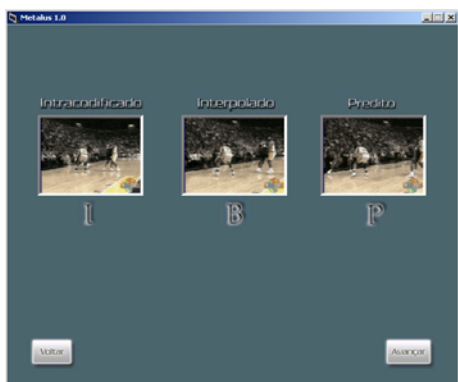 Metalus 1.0
Intracodificado
Interpolado
Predito
I
B
P
Voltar
Avançar